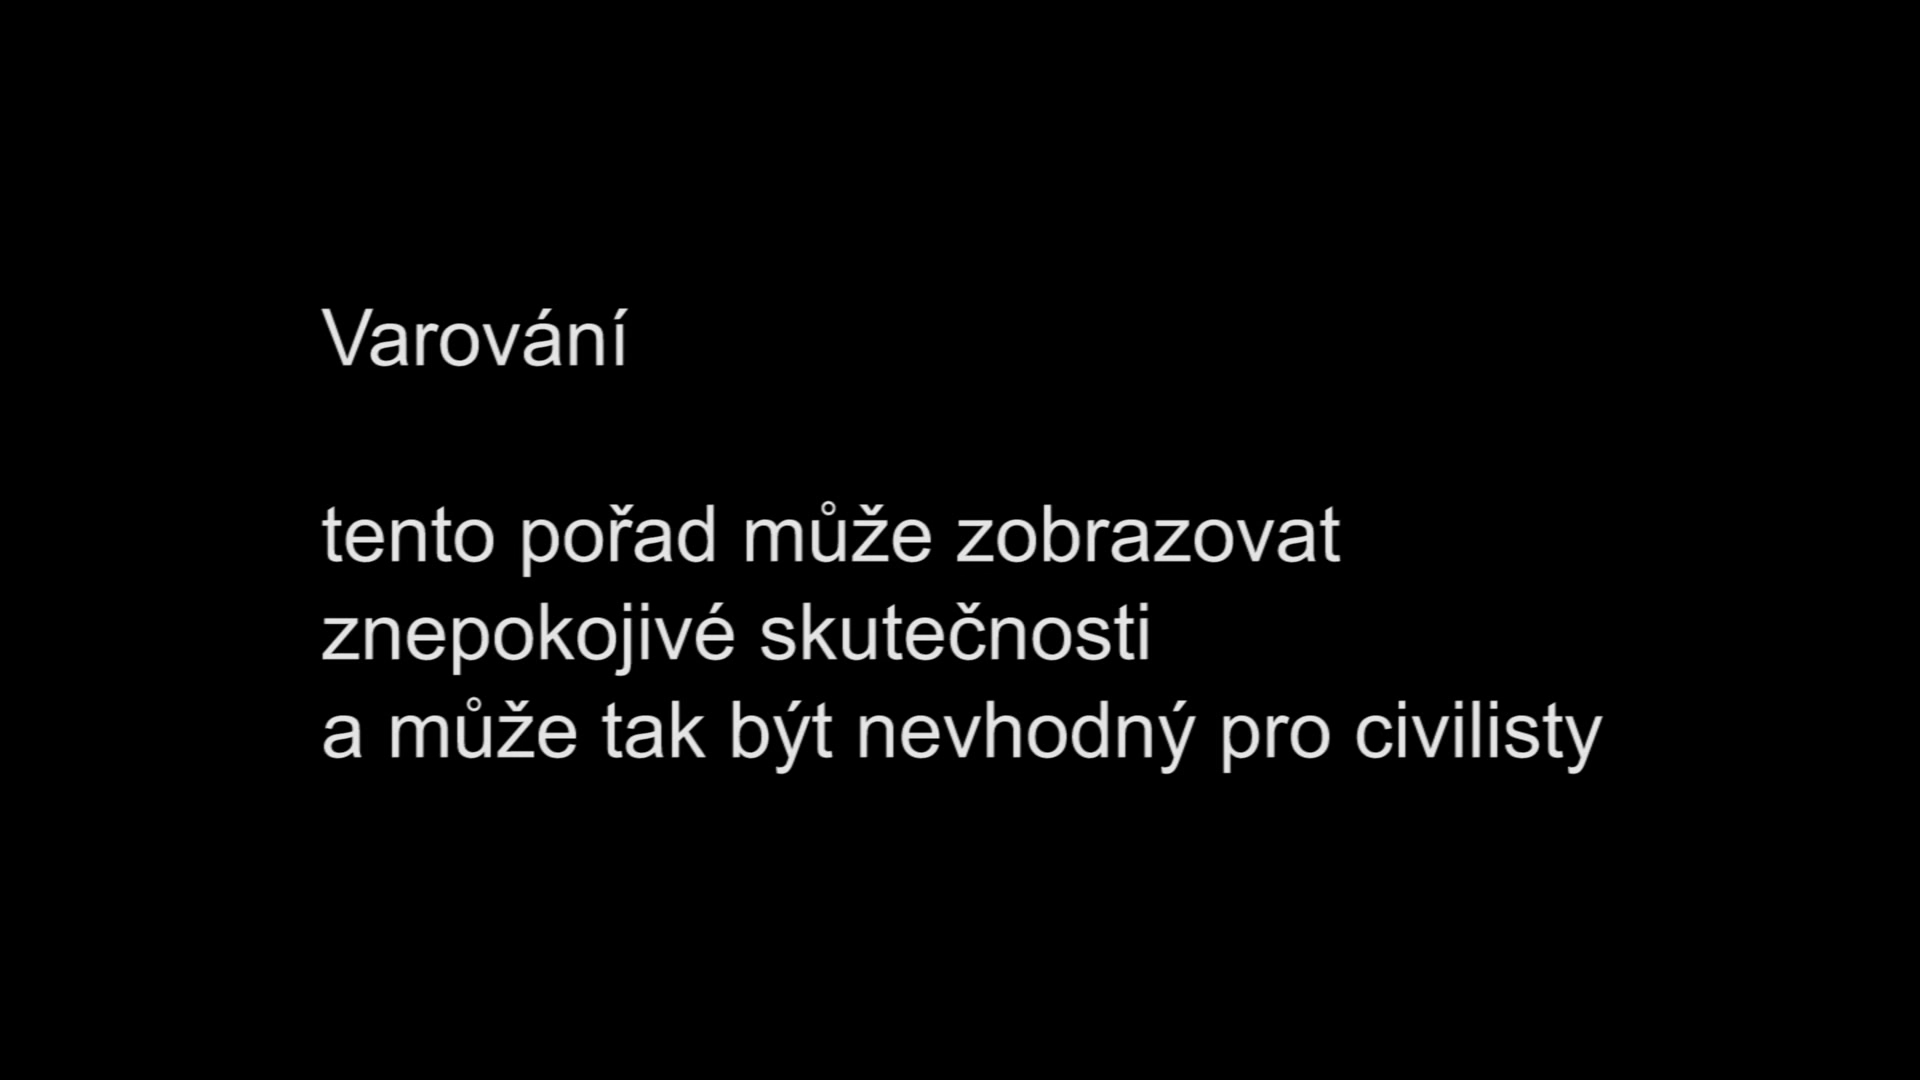 Varování
tento pořad může zobrazovat
znepokojivé skutečnosti
a může tak být nevhodný pro civilisty